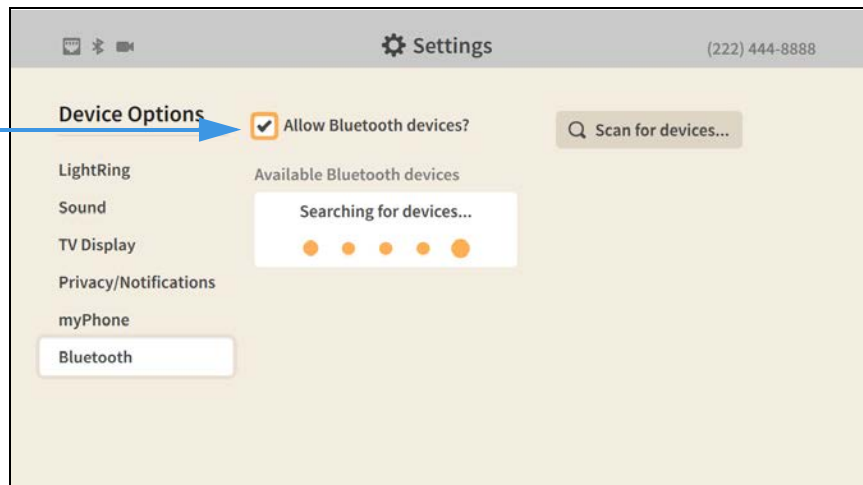 Settings
(222) 444-8888
Device Options
Allow Bluetooth devices?
Scan for devices...
LightRing
Available Bluetooth devices
Sound
Searching for devices...
TV Display
Privacy/Notifications
myPhone
Bluetooth